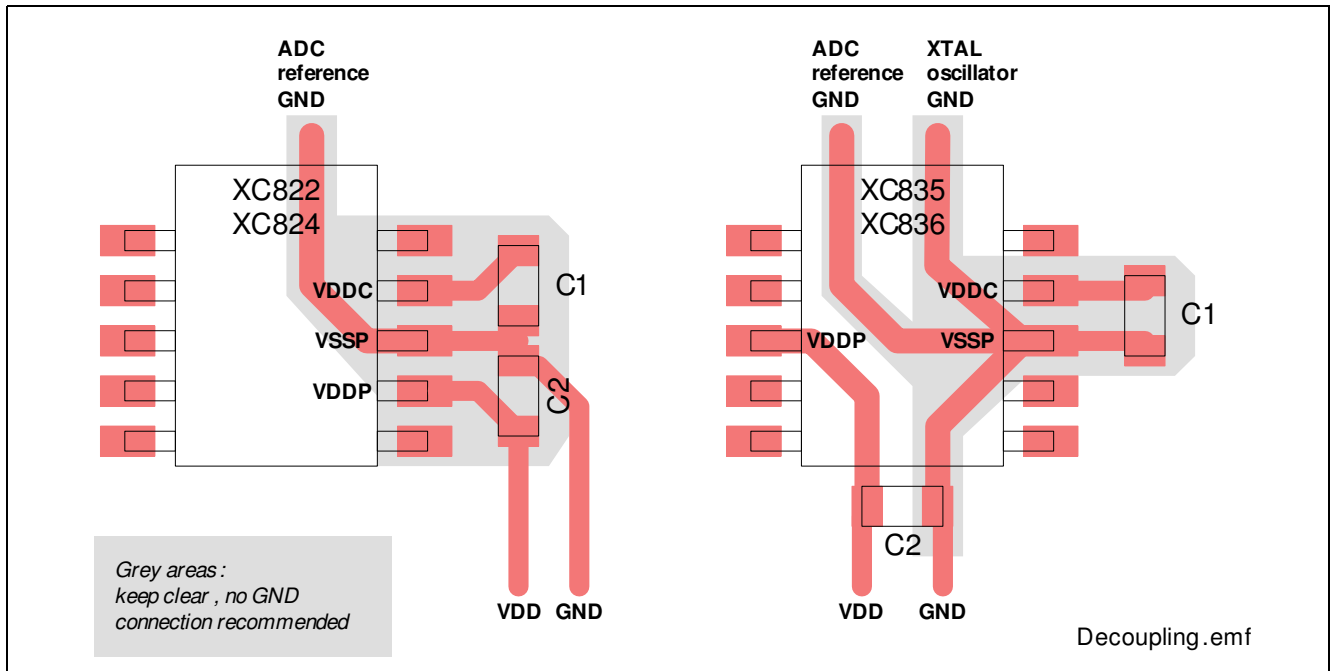 ADC
reference
GND
XC822
XC824
VDDC
VSSP
VDDP
C1
C2
VDD GND
Grey areas :
keep clear , no GND
connection recommended
ADC
reference
GND
XTAL
oscillator
GND
XC835
XC836
VDDC
VDDP
VSSP
C1
C2
VDD GND
Decoupling.emf